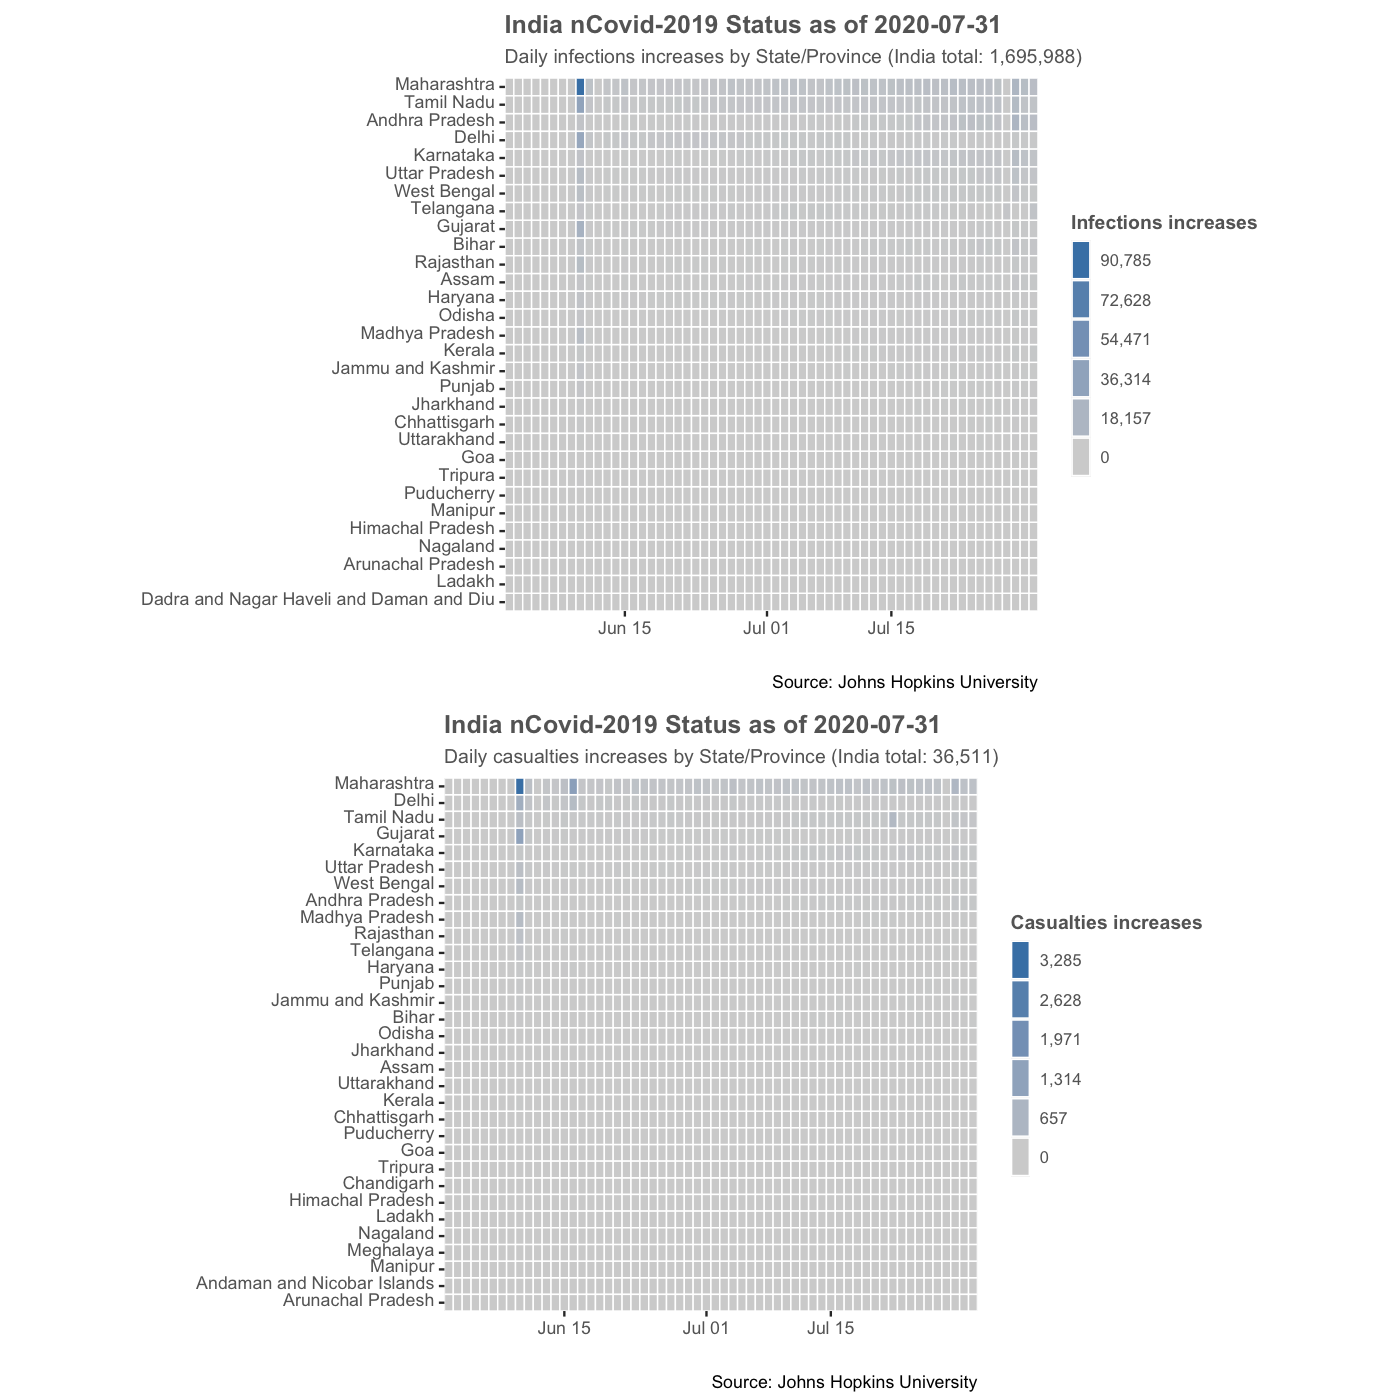 India nCovid-2019 Status as of 2020-07-31
Daily infections increases by State/Province (India total: 1,695,988)
Maharashtra
Tamil Nadu
Andhra Pradesh
Delhi
Karnataka
Uttar Pradesh
West Bengal
Telangana
Gujarat
Bihar
Rajasthan
Assam
Haryana
Odisha
Madhya Pradesh
Kerala
Jammu and Kashmir
Punjab
Jharkhand
Chhattisgarh
Uttarakhand
Goa
Tripura
Puducherry
Manipur
Himachal Pradesh
Nagaland
Arunachal Pradesh
Ladakh
Dadra and Nagar Haveli and Daman and Diu
Jun 15 Jul 01 Jul 15
Infections increases
90,785
72,628
54,471
36,314
18,157
0
Source: Johns Hopkins University
India nCovid-2019 Status as of 2020-07-31
Daily casualties increases by State/Province (India total: 36,511)
Maharashtra
Delhi
Tamil Nadu
Gujarat
Karnataka
Uttar Pradesh
West Bengal
Andhra Pradesh
Madhya Pradesh
Rajasthan
Telangana
Haryana
Punjab
Jammu and Kashmir
Bihar
Odisha
Jharkhand
Assam
Uttarakhand
Kerala
Chhattisgarh
Puducherry
Goa
Tripura
Chandigarh
Himachal Pradesh
Ladakh
Nagaland
Meghalaya
Manipur
Andaman and Nicobar Islands
Arunachal Pradesh
Jun 15 Jul 01 Jul 15
Casualties increases
3,285
2,628
1,971
1,314
657
0
Source: Johns Hopkins University